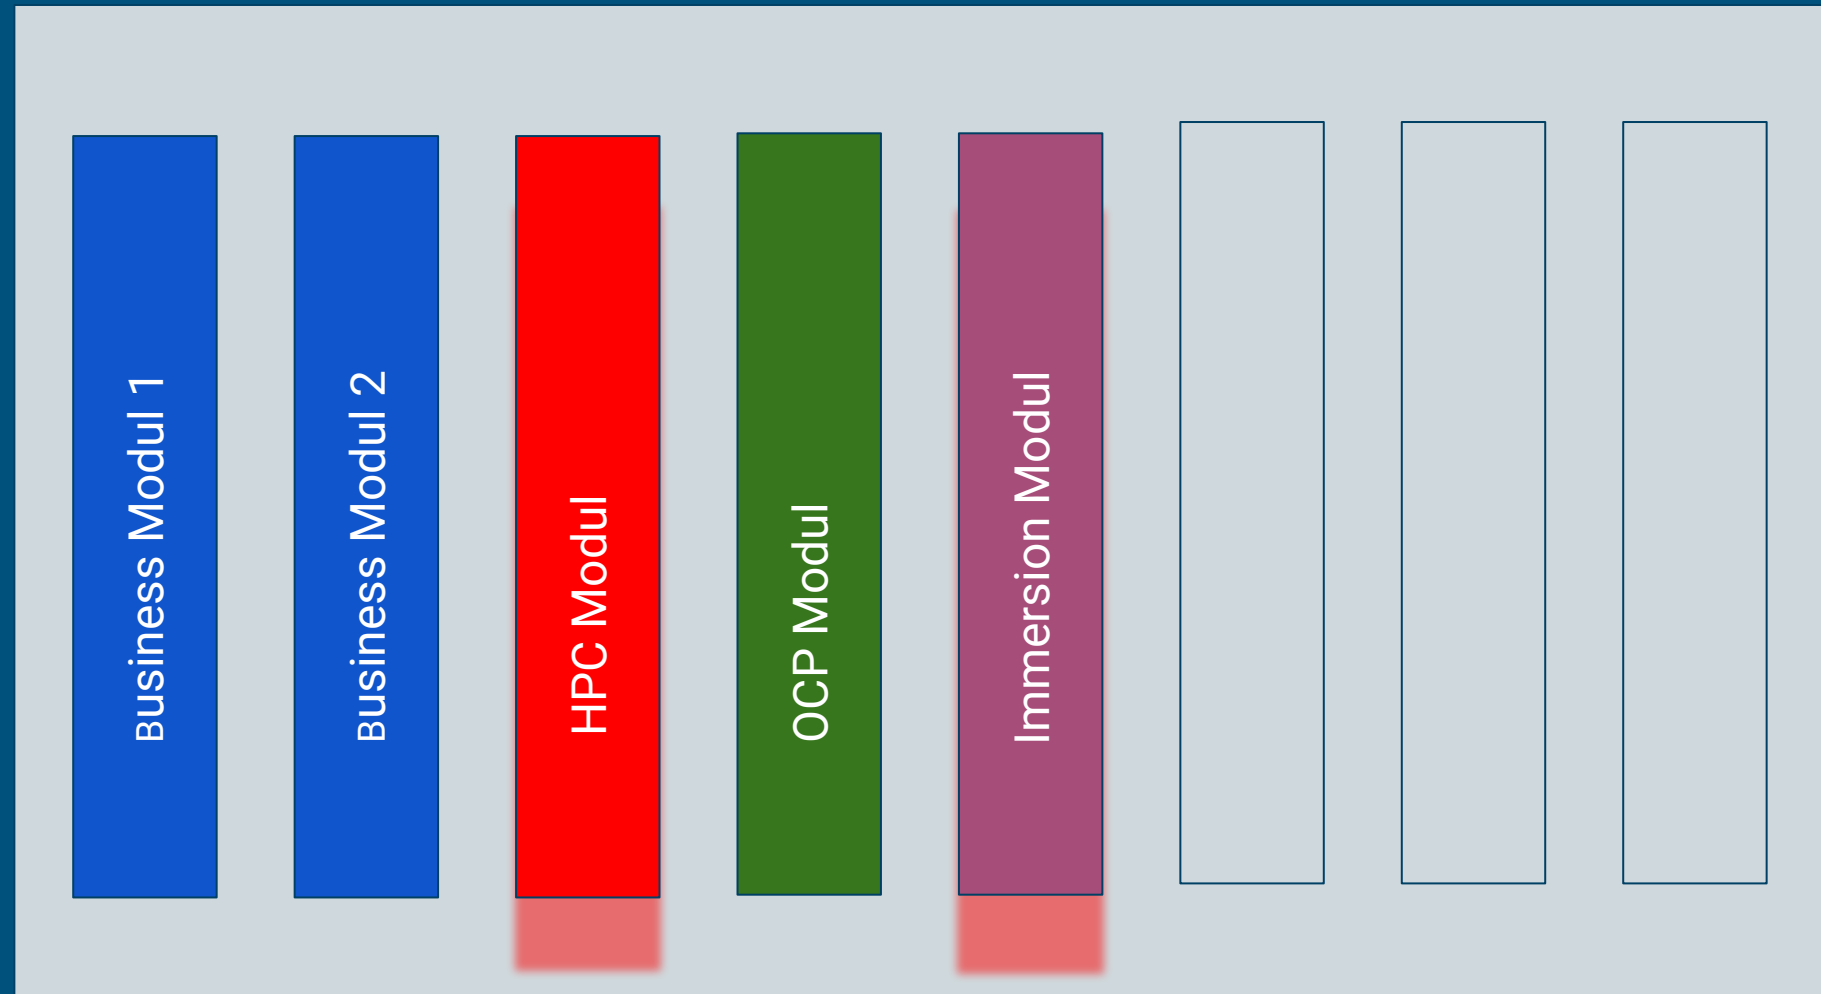 Business Modul 1
Business Modul 2
HPC Modul
OCP Modul
Immersion Modul